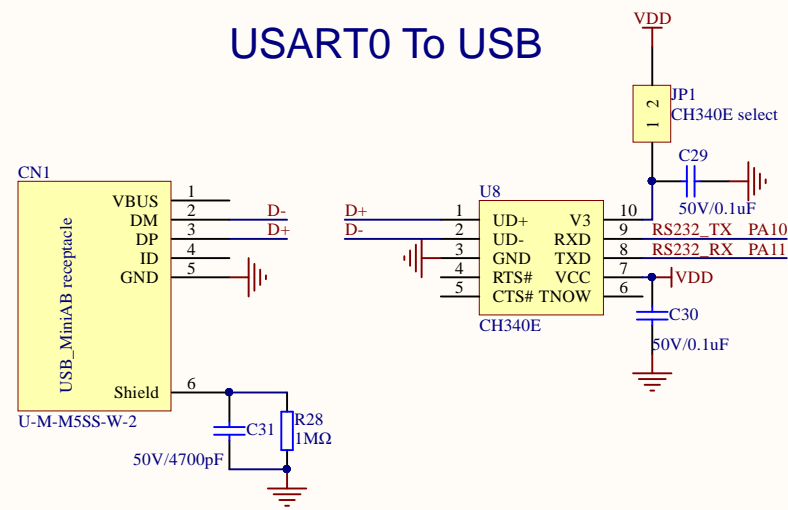 USART0 To USB
VDD
JP1
1 2
CH340E select
CN1
USB_MiniAB receptacle
VBUS 1
DM 2 D-
DP 3 D+
ID 4
GND 5
Shield 6
U-M-M5SS-W-2
C31
50V/4700pF
R28
1MΩ
C29
50V/0.1uF
U8
D+ 1 UD+ V3 10
D- 2 UD- RXD 9 RS232_TX PA10
3 GND TXD 8 RS232_RX PA11
4 RTS# VCC 7 VDD
5 CTS# TNOW 6
CH340E
C30
50V/0.1uF